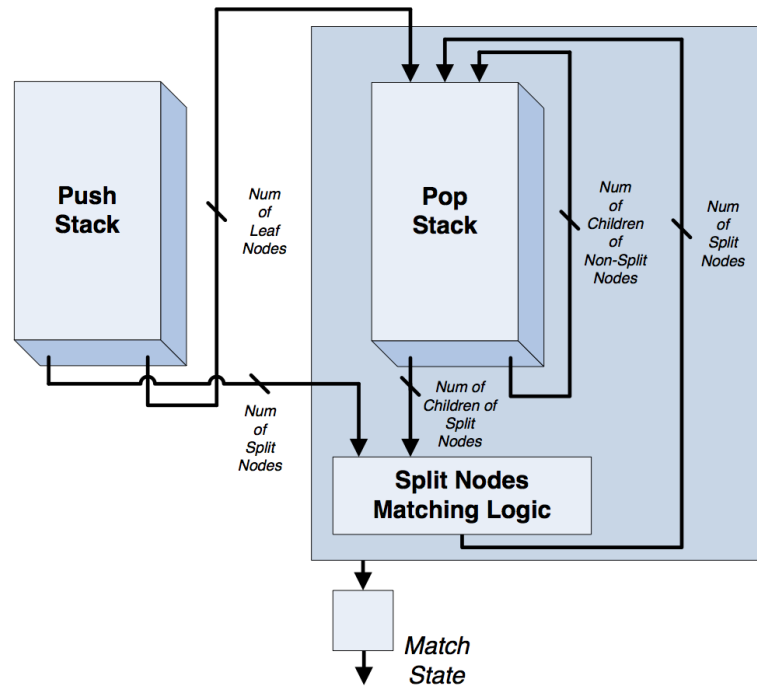 Push
Stack
Num
of
Leaf
Nodes
Pop
Stack
Num
of
Children
of
Non-Split
Nodes
Num
of
Split
Nodes
Num
of
Split
Nodes
Num of
Children of
Split
Nodes
Split Nodes
Matching Logic
Match
State